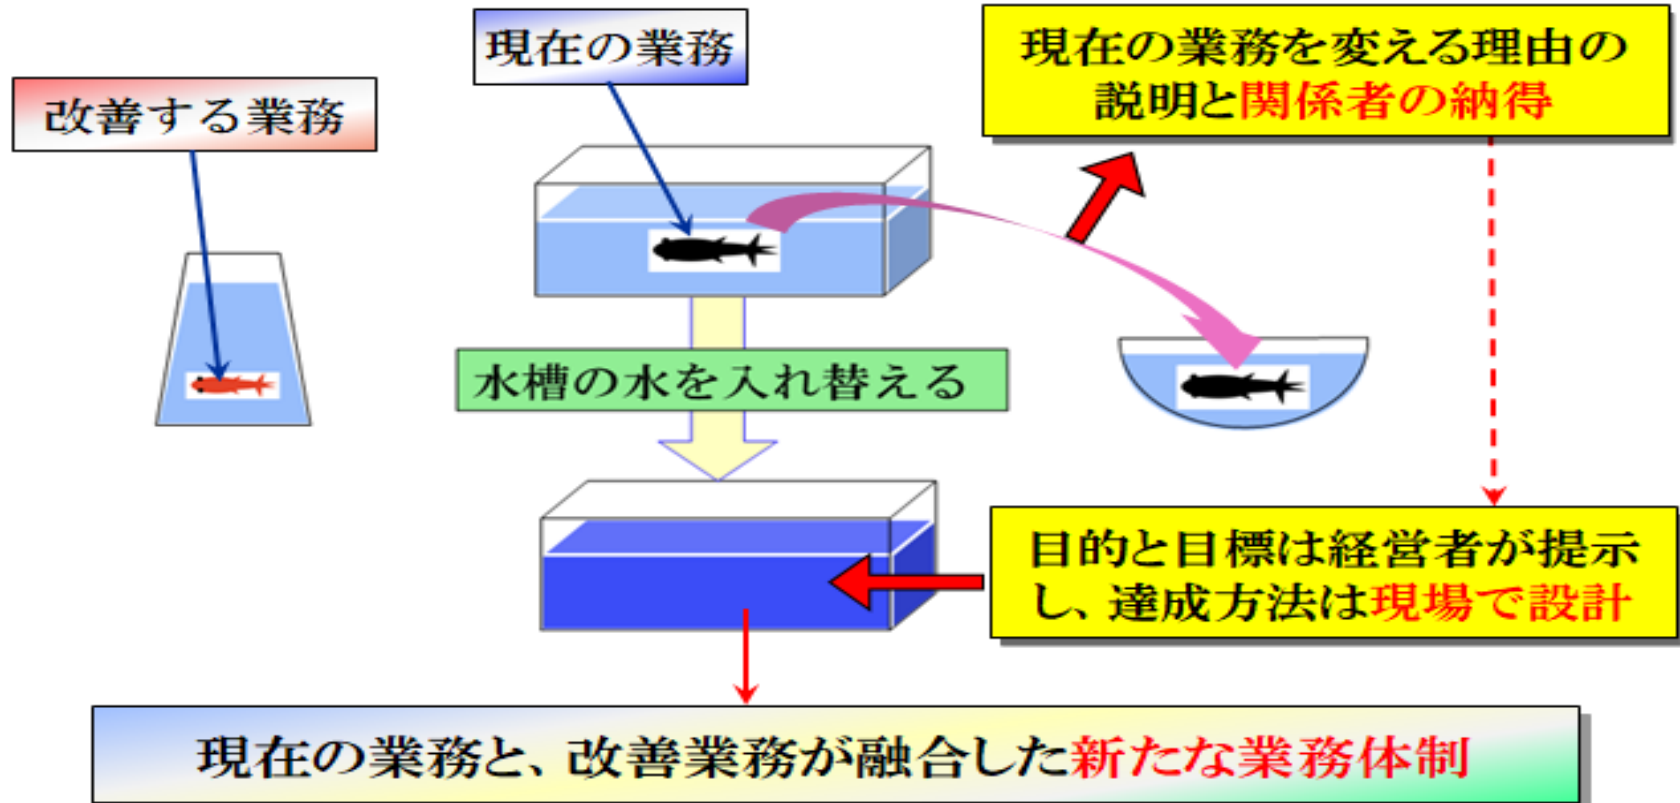 現在の業務
現在の業務を変える理由の
説明と関係者の納得
改善する業務
水槽の水を入れ替える
目的と目標は経営者が提示
し、達成方法は現場で設計
現在の業務と、改善業務が融合した新たな業務体制